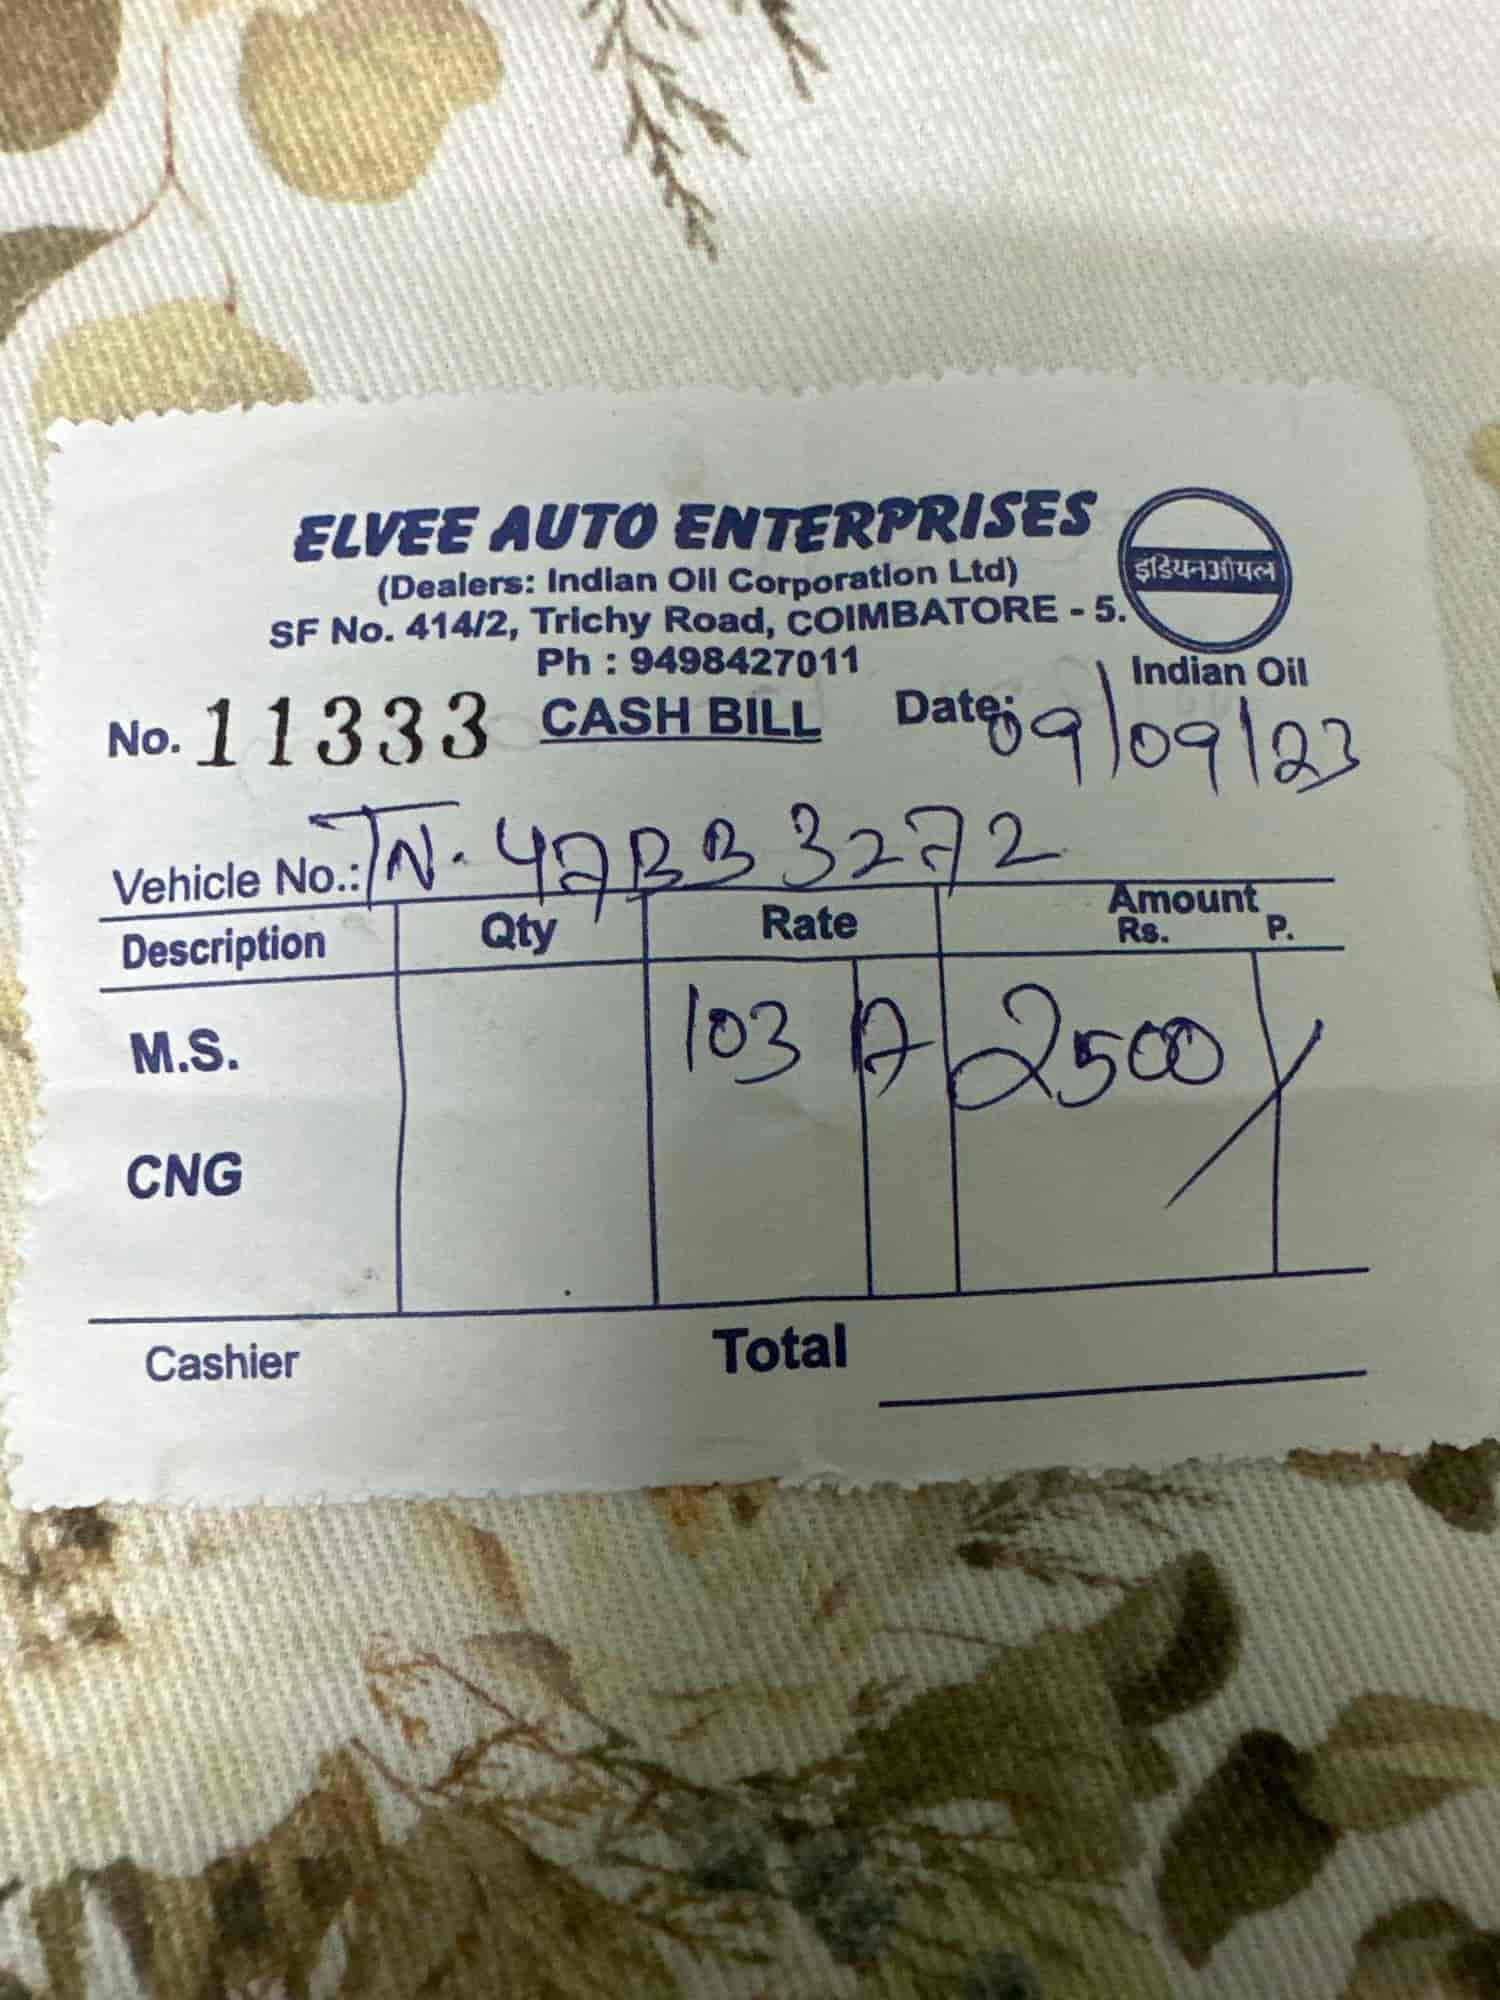 ELVEE AUTO ENTERPRISES
(Dealers: Indian Oil Corporation Ltd)
SF No. 414/2, Trichy Road, COIMBATORE - 5.
Ph : 9498427011
इंडियनऑयल
Indian Oil
No. 11333 CASH BILL Date: 09/09/23
Vehicle No.: TN. 47BB 3272
Description Qty Rate Amount
Rs. P.
M.S. 103 2500
CNG
Cashier Total